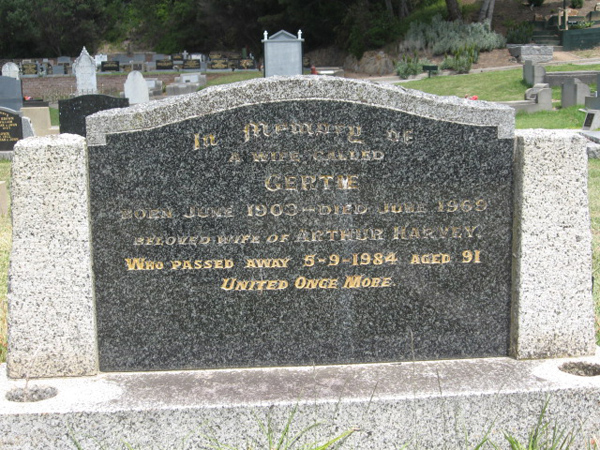 In Memory of
A WIFE CALLED
GERTIE
BORN JUNE 1903 – DIED JUNE 1969
BELOVED WIFE OF ARTHUR HARVEY.
WHO PASSED AWAY 5-9-1984 AGED 91
UNITED ONCE MORE.